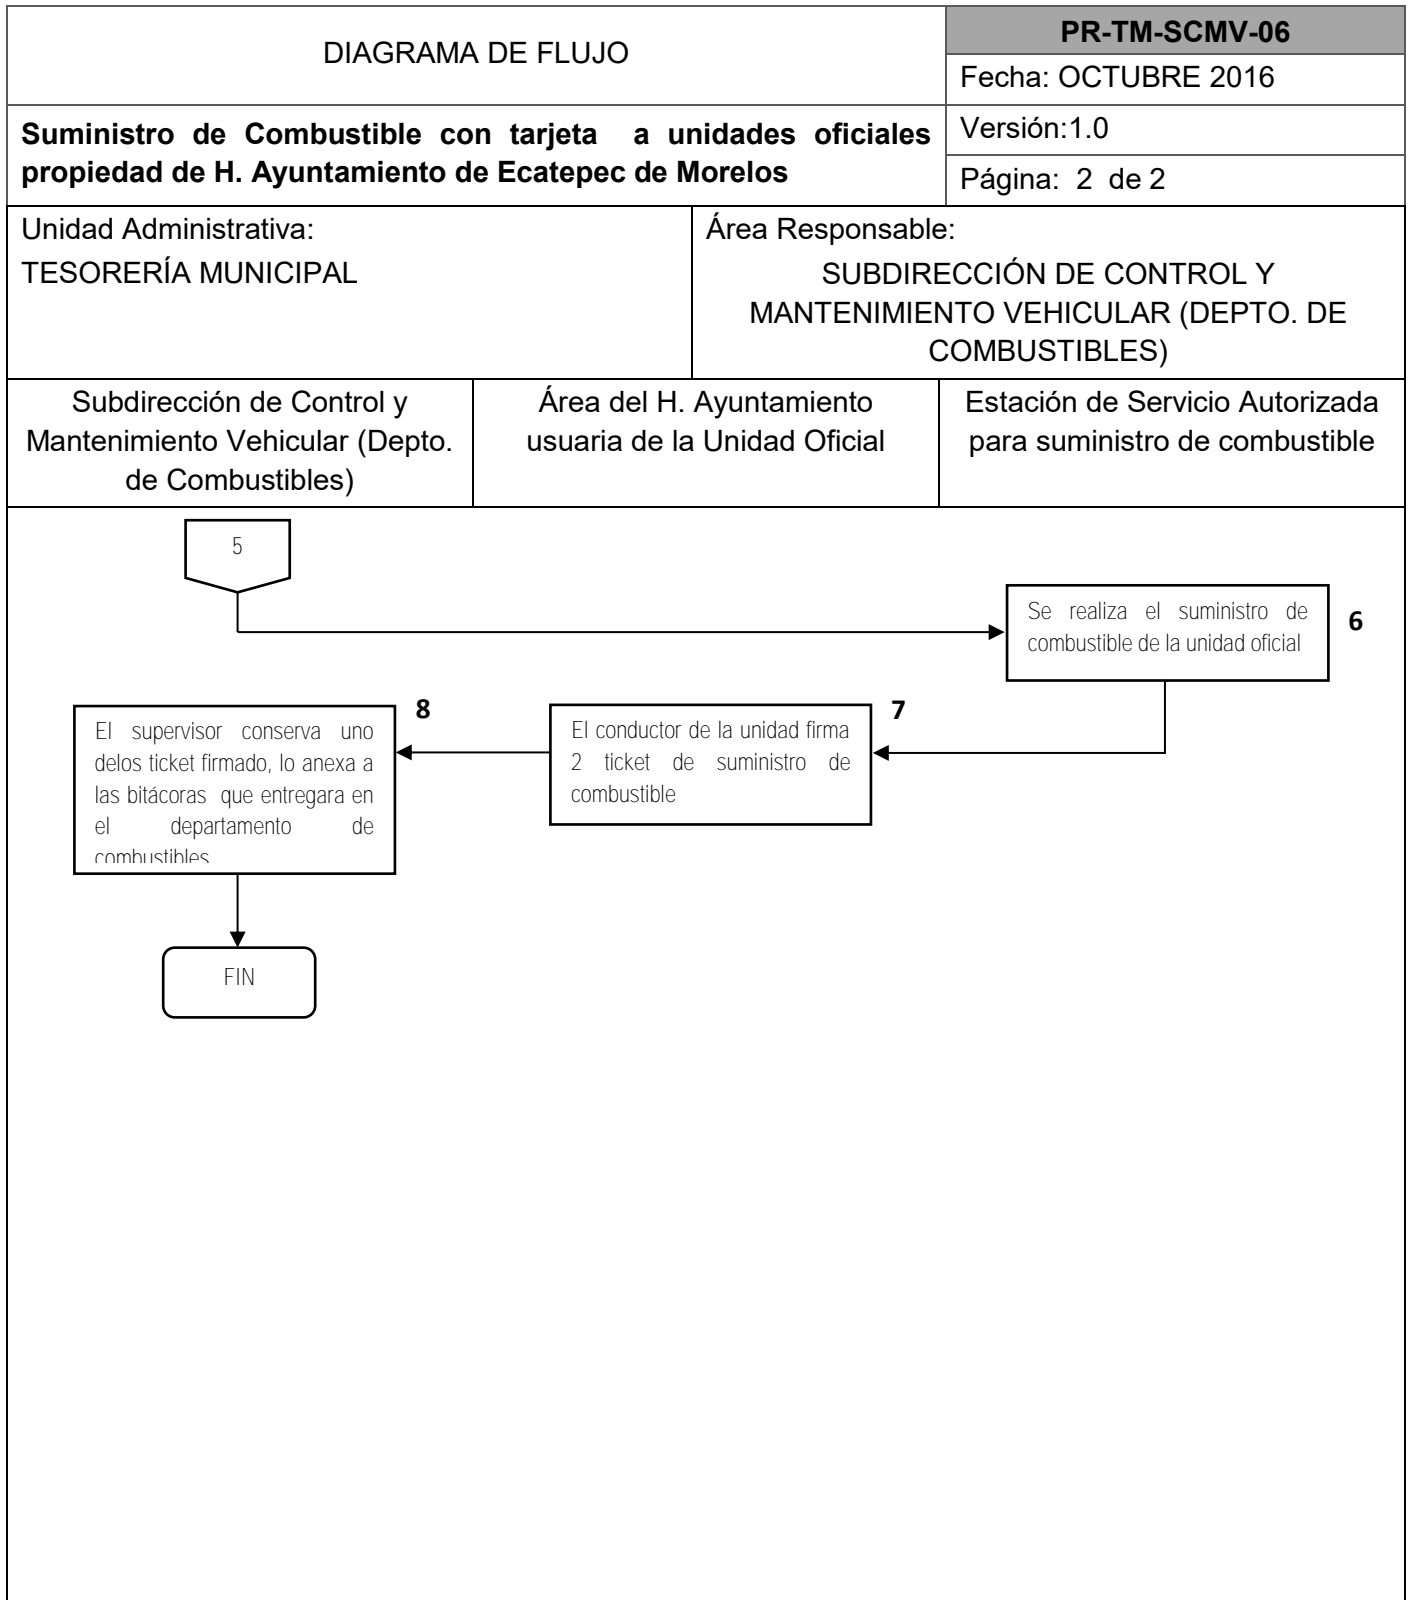 DIAGRAMA DE FLUJO
PR-TM-SCMV-06
Fecha: OCTUBRE 2016
Suministro de Combustible con tarjeta a unidades oficiales
propiedad de H. Ayuntamiento de Ecatepec de Morelos
Versión:1.0
Página: 2 de 2
Unidad Administrativa:
TESORERÍA MUNICIPAL
Área Responsable:
SUBDIRECCIÓN DE CONTROL Y
MANTENIMIENTO VEHICULAR (DEPTO. DE
COMBUSTIBLES)
Subdirección de Control y
Mantenimiento Vehicular (Depto.
de Combustibles)
Área del H. Ayuntamiento
usuaria de la Unidad Oficial
Estación de Servicio Autorizada
para suministro de combustible
5
Se realiza el suministro de
combustible de la unidad oficial
6
El conductor de la unidad firma
2 ticket de suministro de
combustible
7
El supervisor conserva uno
delos ticket firmado, lo anexa a
las bitácoras que entregara en
el departamento de
combustibles
8
FIN